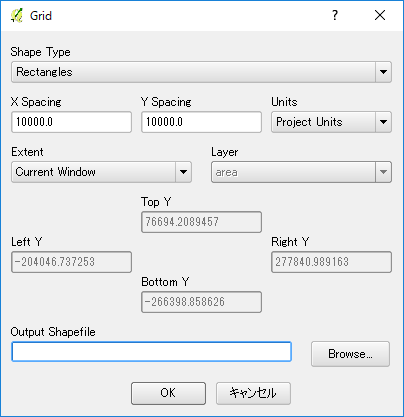 Grid
Shape Type
Rectangles
X Spacing Y Spacing Units
10000.0 10000.0 Project Units
Extent Layer
Current Window area
Top Y
76694.2089457
Left Y Right Y
-204046.737253 277840.989163
Bottom Y
-266398.858626
Output Shapefile
Browse...
OK キャンセル